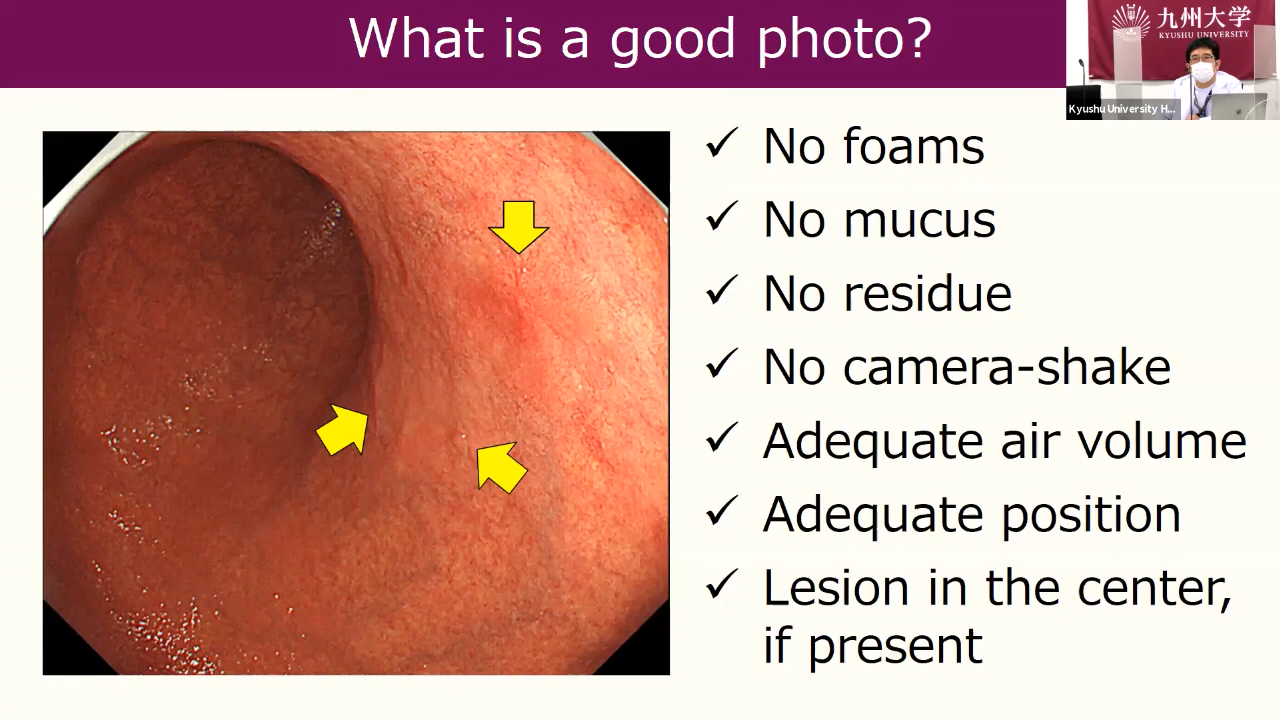 What is a good photo?
九州大学
KYUSHU UNIVERSITY
Kyushu University H...
✓ No foams
✓ No mucus
✓ No residue
✓ No camera-shake
✓ Adequate air volume
✓ Adequate position
✓ Lesion in the center,
if present